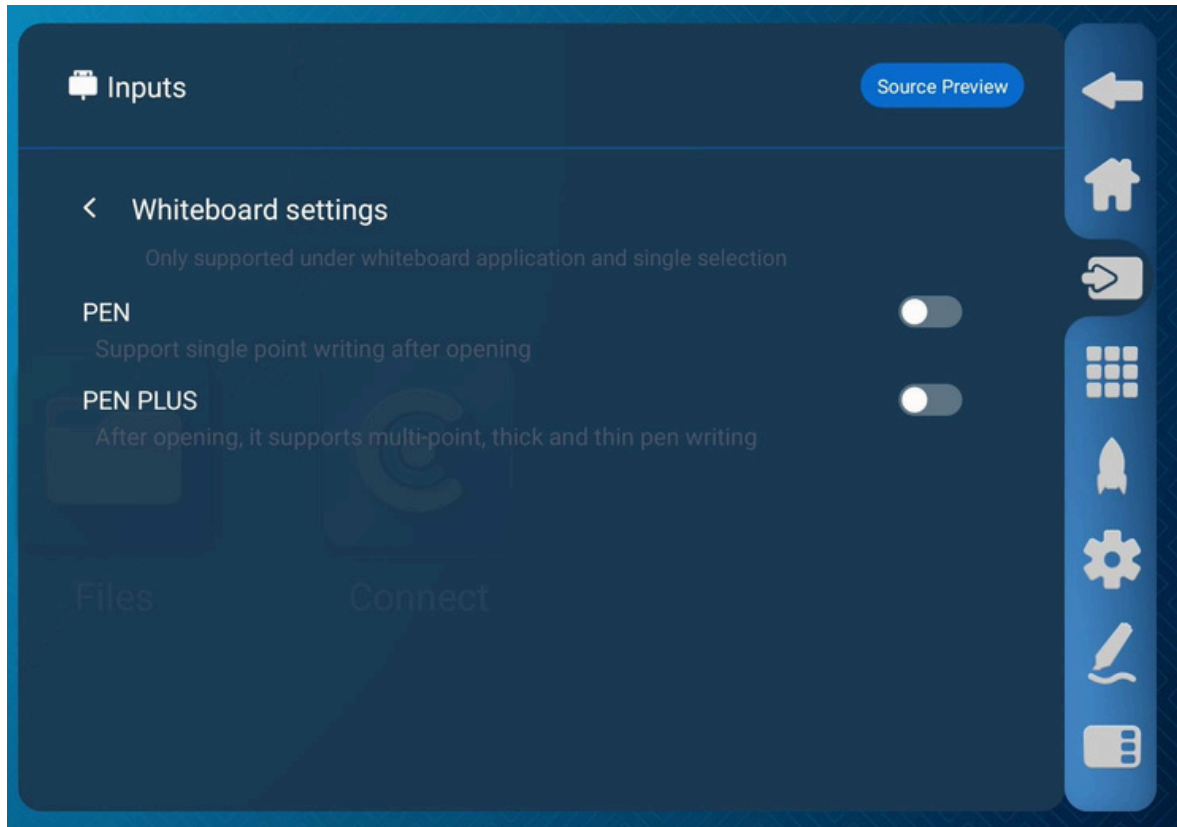 Inputs
Source Preview
Whiteboard settings
Only supported under whiteboard application and single selection
PEN
Support single point writing after opening
PEN PLUS
After opening, it supports multi-point, thick and thin pen writing
Files
Connect